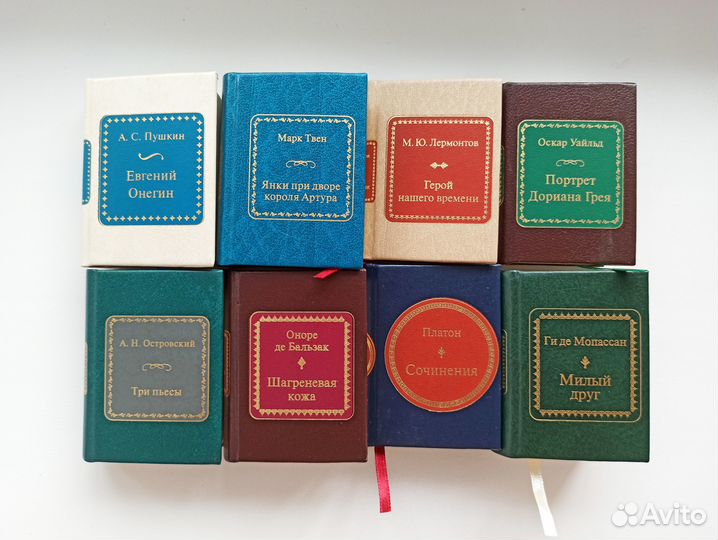 А. С. Пушкин
Евгений
Онегин
Марк Твен
Янки при дворе
короля Артура
М. Ю. Лермонтов
Герой
нашего времени
Оскар Уайльд
Портрет
Дориана Грея
А. Н. Островский
Три пьесы
Оноре
де Бальзак
Шагреневая
кожа
Платон
Сочинения
Ги де Мопассан
Милый
друг
Avito